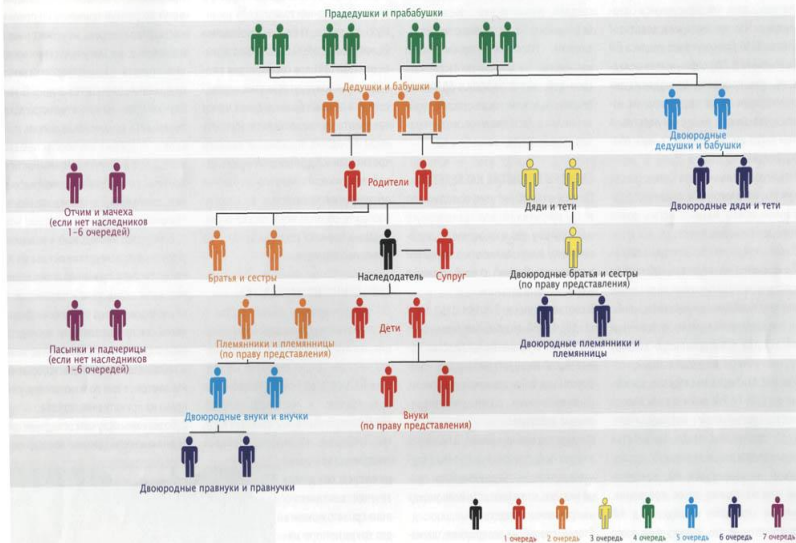 Прадедушки и прабабушки
Дедушки и бабушки
Двоюродные
дедушки и бабушки
Родители
Отчим и мачеха
(если нет наследников
1–6 очередей)
Дяди и тети
Двоюродные дяди и тети
Братья и сестры
Наследодатель
Супруг
Двоюродные братья и сестры
(по праву представления)
Пасынки и падчерицы
(если нет наследников
1–6 очередей)
Племянники и племянницы
(по праву представления)
Дети
Двоюродные племянники и
племянницы
Двоюродные внуки и внучки
Внуки
(по праву представления)
Двоюродные правнуки и правнучки
1 очередь
2 очередь
3 очередь
4 очередь
5 очередь
6 очередь
7 очередь